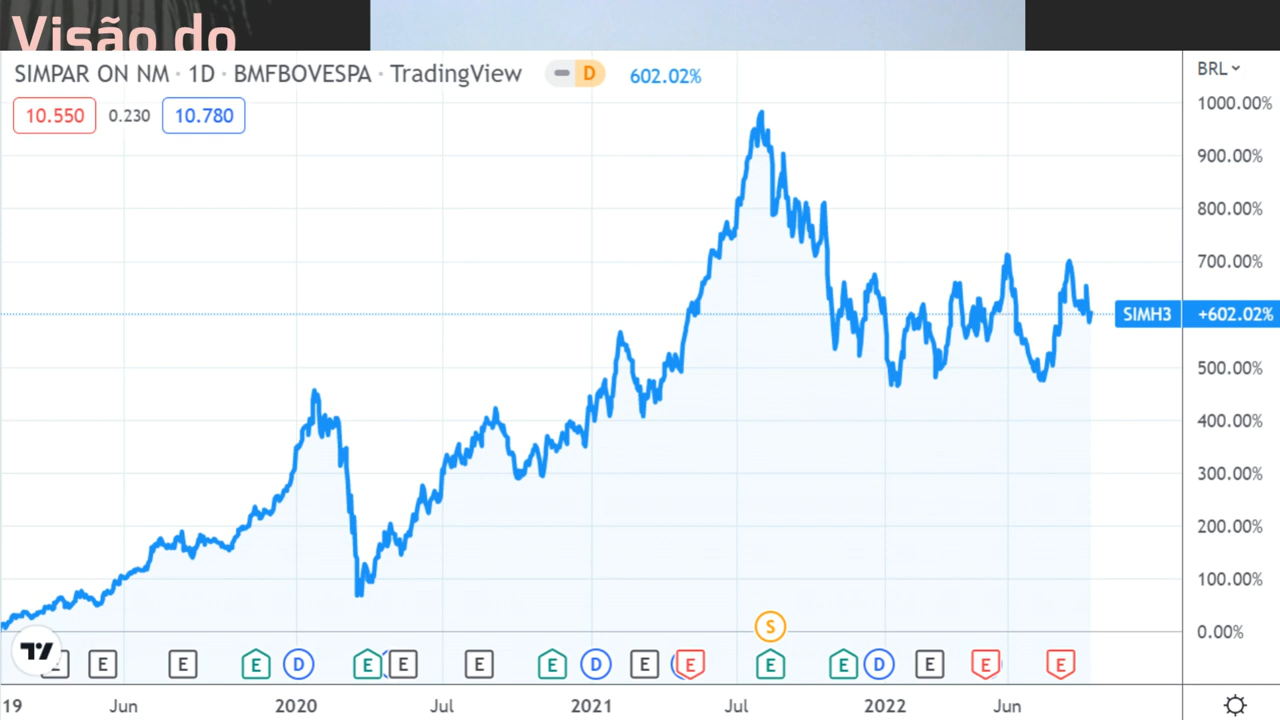 Visão do
SIMPAR ON NM · 1D · BMFBOVESPA · TradingView D 602.02% BRL
10.550 0.230 10.780
1000.00%
900.00%
800.00%
700.00%
SIMH3 +602.02%
500.00%
400.00%
300.00%
200.00%
100.00%
0.00%
S
E E E E D E E E E D E E E E D E E E
19 Jun 2020 Jul 2021 Jul 2022 Jun